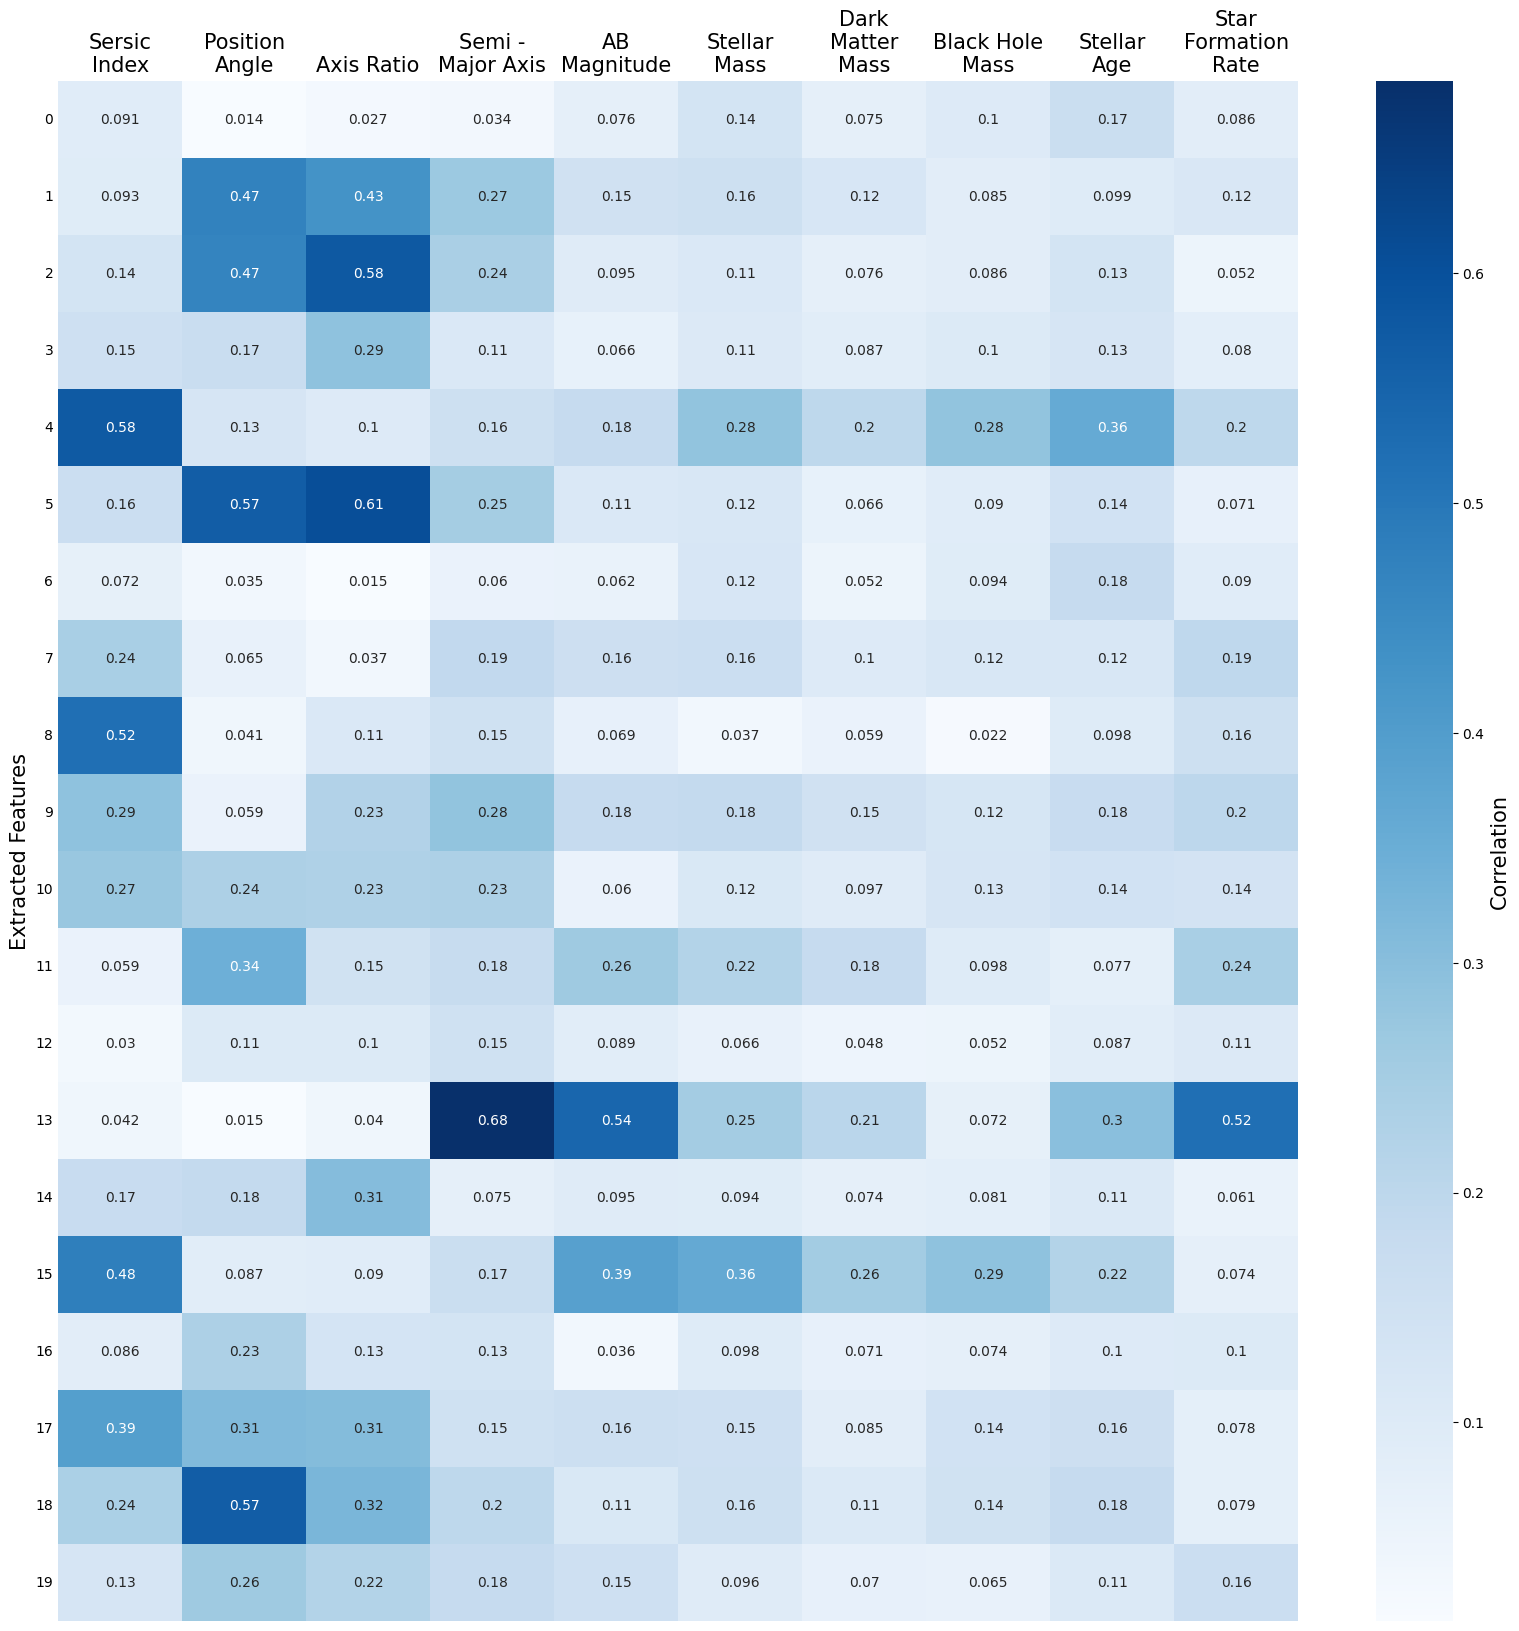 Sersic
Index
Position
Angle
Axis Ratio
Semi -
Major Axis
AB
Magnitude
Stellar
Mass
Dark
Matter
Mass
Black Hole
Mass
Stellar
Age
Star
Formation
Rate
0 0.091 0.014 0.027 0.034 0.076 0.14 0.075 0.1 0.17 0.086
1 0.093 0.47 0.43 0.27 0.15 0.16 0.12 0.085 0.099 0.12
2 0.14 0.47 0.58 0.24 0.095 0.11 0.076 0.086 0.13 0.052
3 0.15 0.17 0.29 0.11 0.066 0.11 0.087 0.1 0.13 0.08
4 0.58 0.13 0.1 0.16 0.18 0.28 0.2 0.28 0.36 0.2
5 0.16 0.57 0.61 0.25 0.11 0.12 0.066 0.09 0.14 0.071
6 0.072 0.035 0.015 0.06 0.062 0.12 0.052 0.094 0.18 0.09
7 0.24 0.065 0.037 0.19 0.16 0.16 0.1 0.12 0.12 0.19
8 0.52 0.041 0.11 0.15 0.069 0.037 0.059 0.022 0.098 0.16
9 0.29 0.059 0.23 0.28 0.18 0.18 0.15 0.12 0.18 0.2
10 0.27 0.24 0.23 0.23 0.06 0.12 0.097 0.13 0.14 0.14
11 0.059 0.34 0.15 0.18 0.26 0.22 0.18 0.098 0.077 0.24
12 0.03 0.11 0.1 0.15 0.089 0.066 0.048 0.052 0.087 0.11
13 0.042 0.015 0.04 0.68 0.54 0.25 0.21 0.072 0.3 0.52
14 0.17 0.18 0.31 0.075 0.095 0.094 0.074 0.081 0.11 0.061
15 0.48 0.087 0.09 0.17 0.39 0.36 0.26 0.29 0.22 0.074
16 0.086 0.23 0.13 0.13 0.036 0.098 0.071 0.074 0.1 0.1
17 0.39 0.31 0.31 0.15 0.16 0.15 0.085 0.14 0.16 0.078
18 0.24 0.57 0.32 0.2 0.11 0.16 0.11 0.14 0.18 0.079
19 0.13 0.26 0.22 0.18 0.15 0.096 0.07 0.065 0.11 0.16
Extracted Features
0.6
0.5
0.4
0.3
0.2
0.1
Correlation